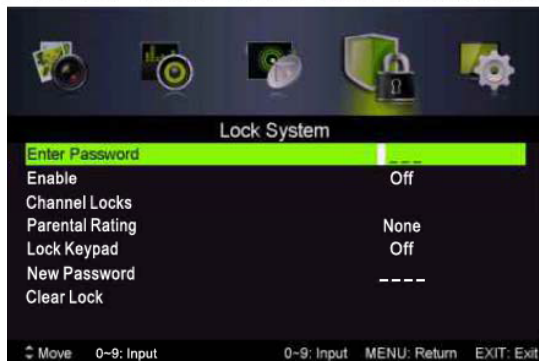 Lock System
Enter Password _ _ _
Enable Off
Channel Locks
Parental Rating None
Lock Keypad Off
New Password _ _ _ _
Clear Lock
Move 0~9: Input 0~9: Input MENU: Return EXIT: Exit